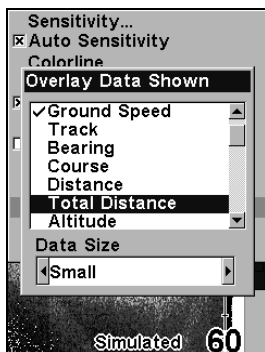 Sensitivity...
Auto Sensitivity
Colorline
Overlay Data Shown
✓Ground Speed
Track
Bearing
Course
Distance
Total Distance
Altitude
Data Size
Small
Simulated 60